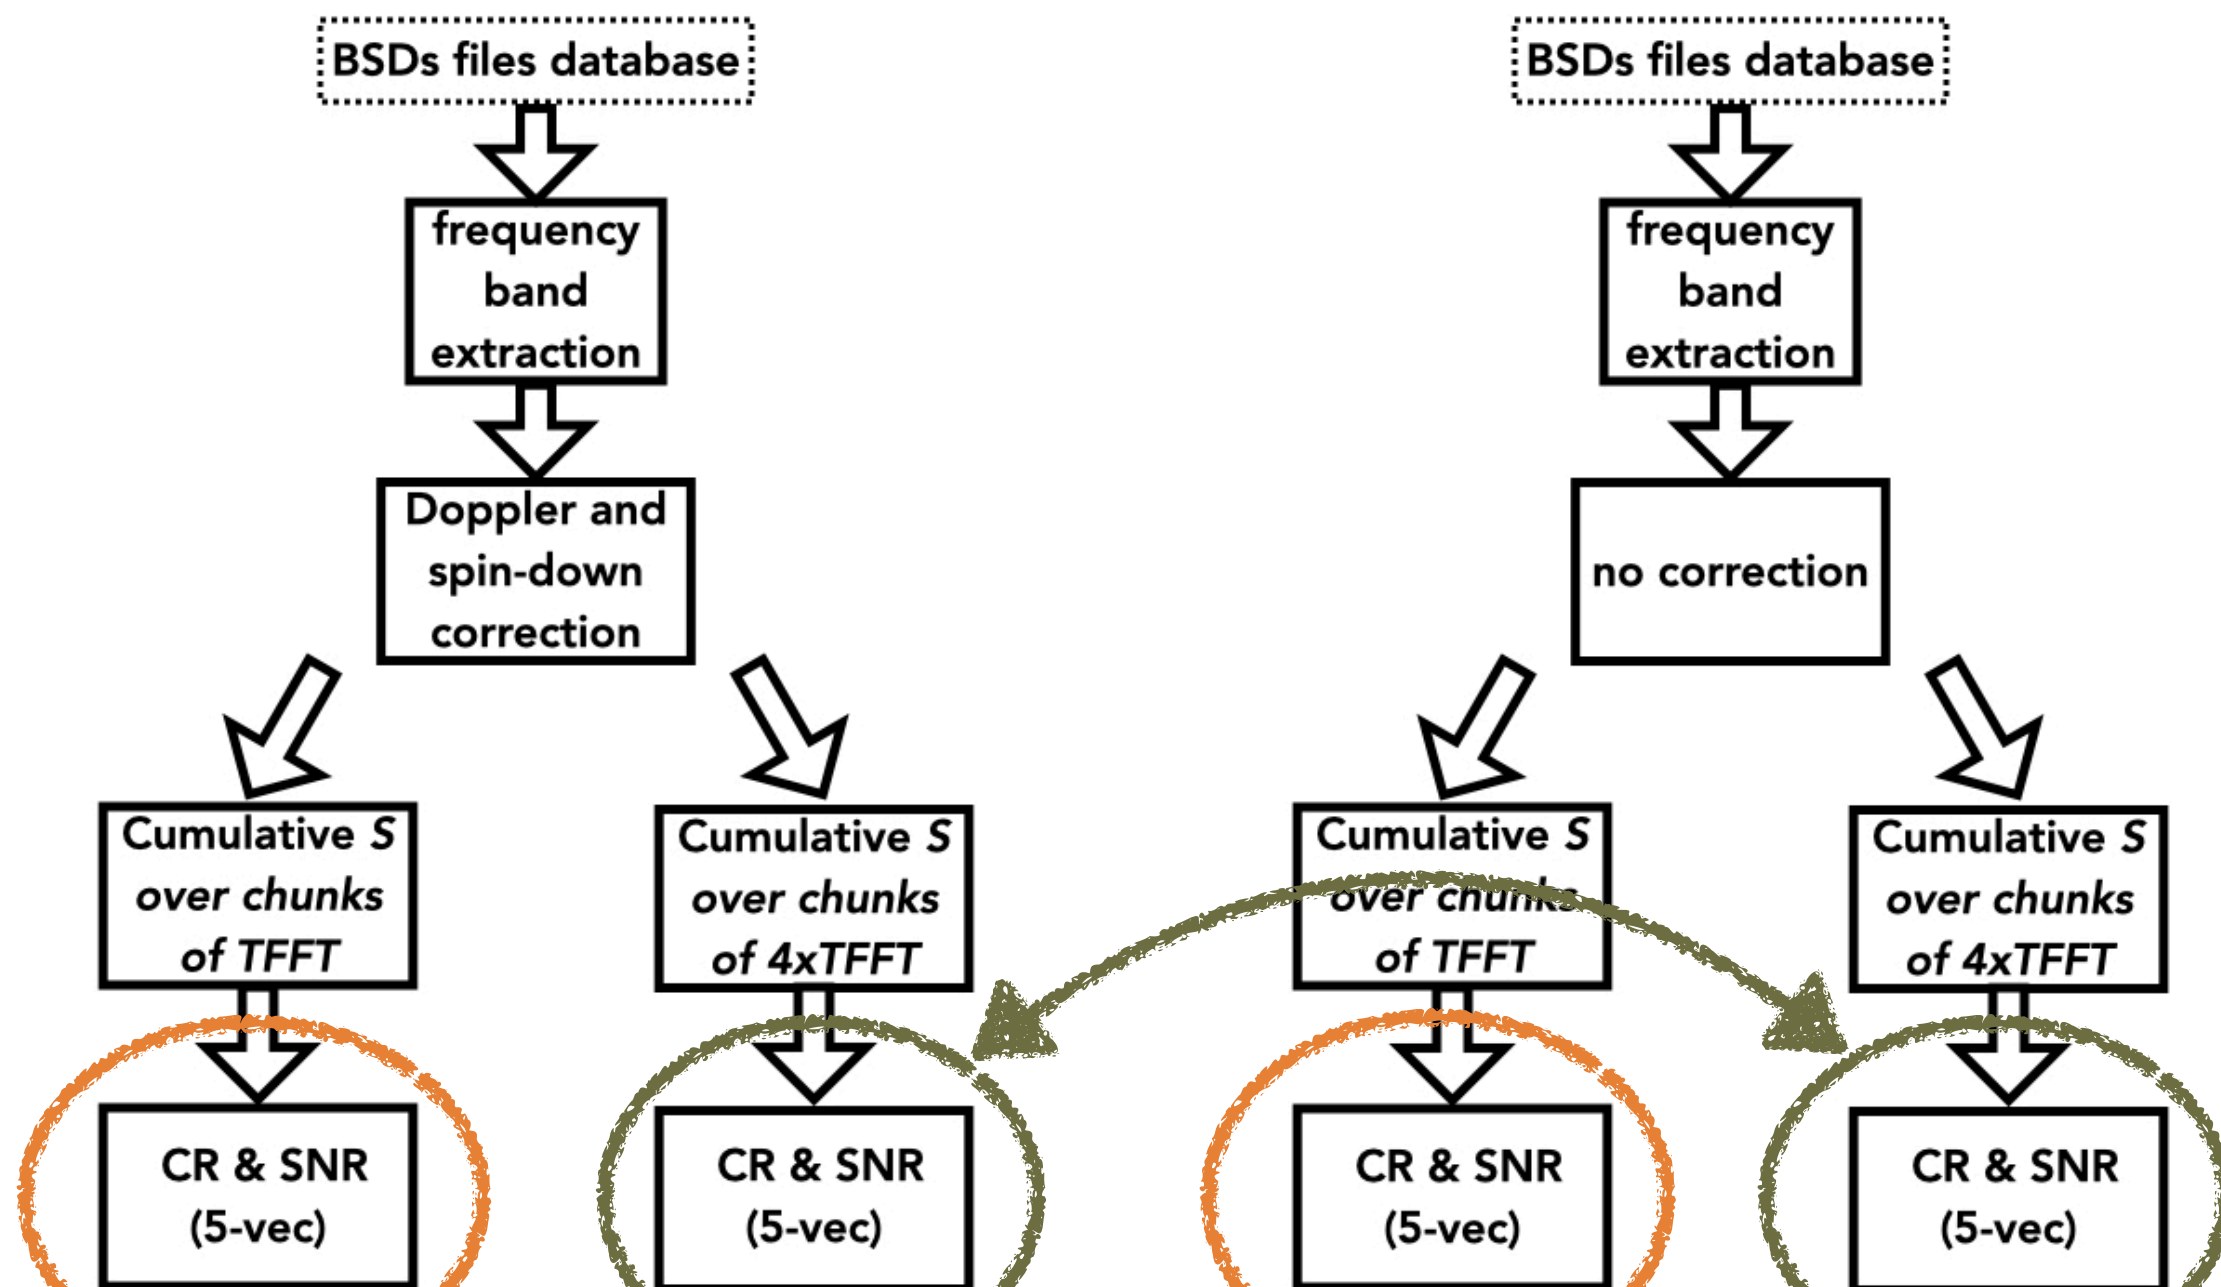 BSDs files database
frequency
band
extraction
Doppler and
spin-down
correction
Cumulative S
over chunks
of TFFT
CR & SNR
(5-vec)
Cumulative S
over chunks
of 4xTFFT
CR & SNR
(5-vec)
BSDs files database
frequency
band
extraction
no correction
Cumulative S
over chunks
of TFFT
CR & SNR
(5-vec)
Cumulative S
over chunks
of 4xTFFT
CR & SNR
(5-vec)